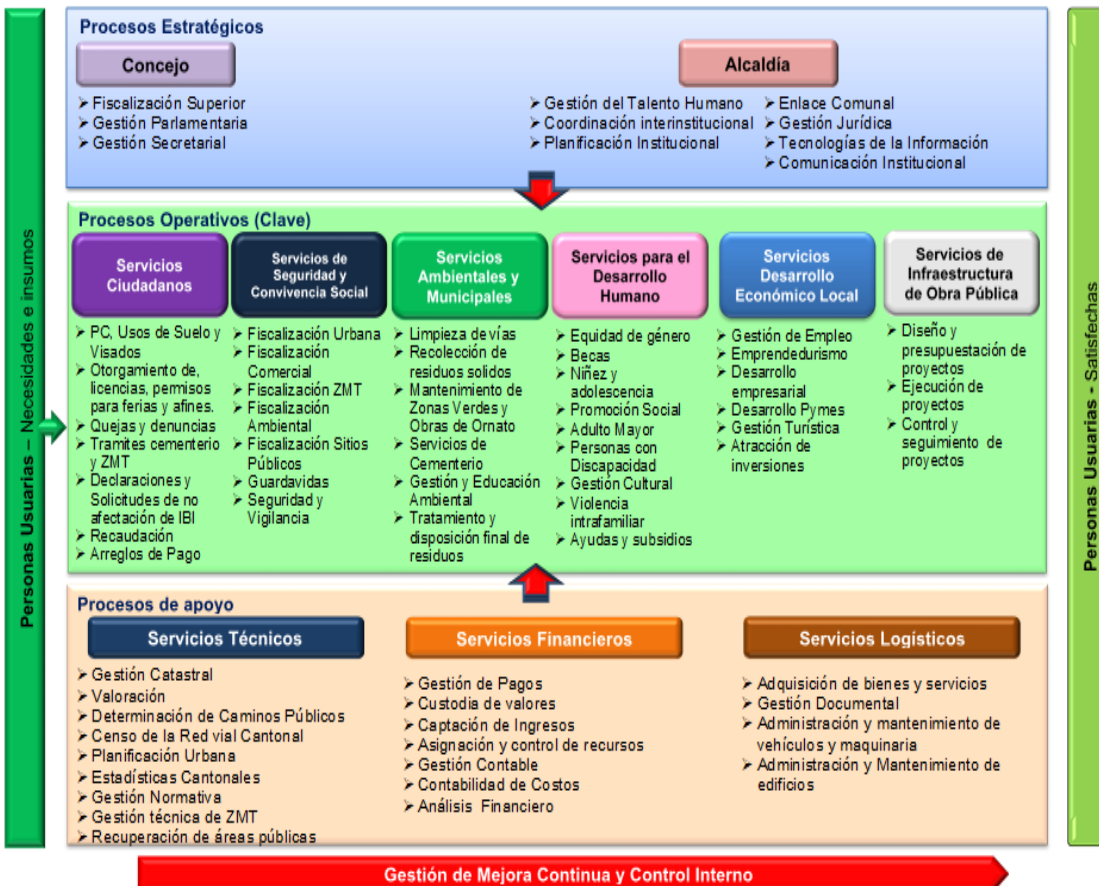 Personas Usuarias – Necesidades e insumos
Procesos Estratégicos
Concejo
➢ Fiscalización Superior
➢ Gestión Parlamentaria
➢ Gestión Secretarial
Alcaldía
➢ Gestión del Talento Humano
➢ Coordinación interinstitucional
➢ Planificación Institucional
➢ Enlace Comunal
➢ Gestión Jurídica
➢ Tecnologías de la Información
➢ Comunicación Institucional
Procesos Operativos (Clave)
Servicios
Ciudadanos
➢ PC, Usos de Suelo y
Visados
➢ Otorgamiento de,
licencias, permisos
para ferias y afines.
➢ Quejas y denuncias
➢ Tramites cementerio
y ZMT
➢ Declaraciones y
Solicitudes de no
afectación de IBI
➢ Recaudación
➢ Arreglos de Pago
Servicios de
Seguridad y
Convivencia Social
➢ Fiscalización Urbana
➢ Fiscalización
Comercial
➢ Fiscalización ZMT
➢ Fiscalización
Ambiental
➢ Fiscalización Sitios
Públicos
➢ Guardavidas
➢ Seguridad y
Vigilancia
Servicios
Ambientales y
Municipales
➢ Limpieza de vías
➢ Recolección de
residuos solidos
➢ Mantenimiento de
Zonas Verdes y
Obras de Ornato
➢ Servicios de
Cementerio
➢ Gestión y Educación
Ambiental
➢ Tratamiento y
disposición final de
residuos
Servicios para el
Desarrollo
Humano
➢ Equidad de género
➢ Becas
➢ Niñez y
adolescencia
➢ Promoción Social
➢ Adulto Mayor
➢ Personas con
Discapacidad
➢ Gestión Cultural
➢ Violencia
intrafamiliar
➢ Ayudas y subsidios
Servicios
Desarrollo
Económico Local
➢ Gestión de Empleo
➢ Emprendedurismo
➢ Desarrollo
empresarial
➢ Desarrollo Pymes
➢ Gestión Turística
➢ Atracción de
inversiones
Servicios de
Infraestructura
de Obra Pública
➢ Diseño y
presupuestación de
proyectos
➢ Ejecución de
proyectos
➢ Control y
seguimiento de
proyectos
Procesos de apoyo
Servicios Técnicos
➢ Gestión Catastral
➢ Valoración
➢ Determinación de Caminos Públicos
➢ Censo de la Red vial Cantonal
➢ Planificación Urbana
➢ Estadísticas Cantonales
➢ Gestión Normativa
➢ Gestión técnica de ZMT
➢ Recuperación de áreas públicas
Servicios Financieros
➢ Gestión de Pagos
➢ Custodia de valores
➢ Captación de Ingresos
➢ Asignación y control de recursos
➢ Gestión Contable
➢ Contabilidad de Costos
➢ Análisis Financiero
Servicios Logísticos
➢ Adquisición de bienes y servicios
➢ Gestión Documental
➢ Administración y mantenimiento de
vehículos y maquinaria
➢ Administración y Mantenimiento de
edificios
Personas Usuarias - Satisfechas
Gestión de Mejora Continua y Control Interno